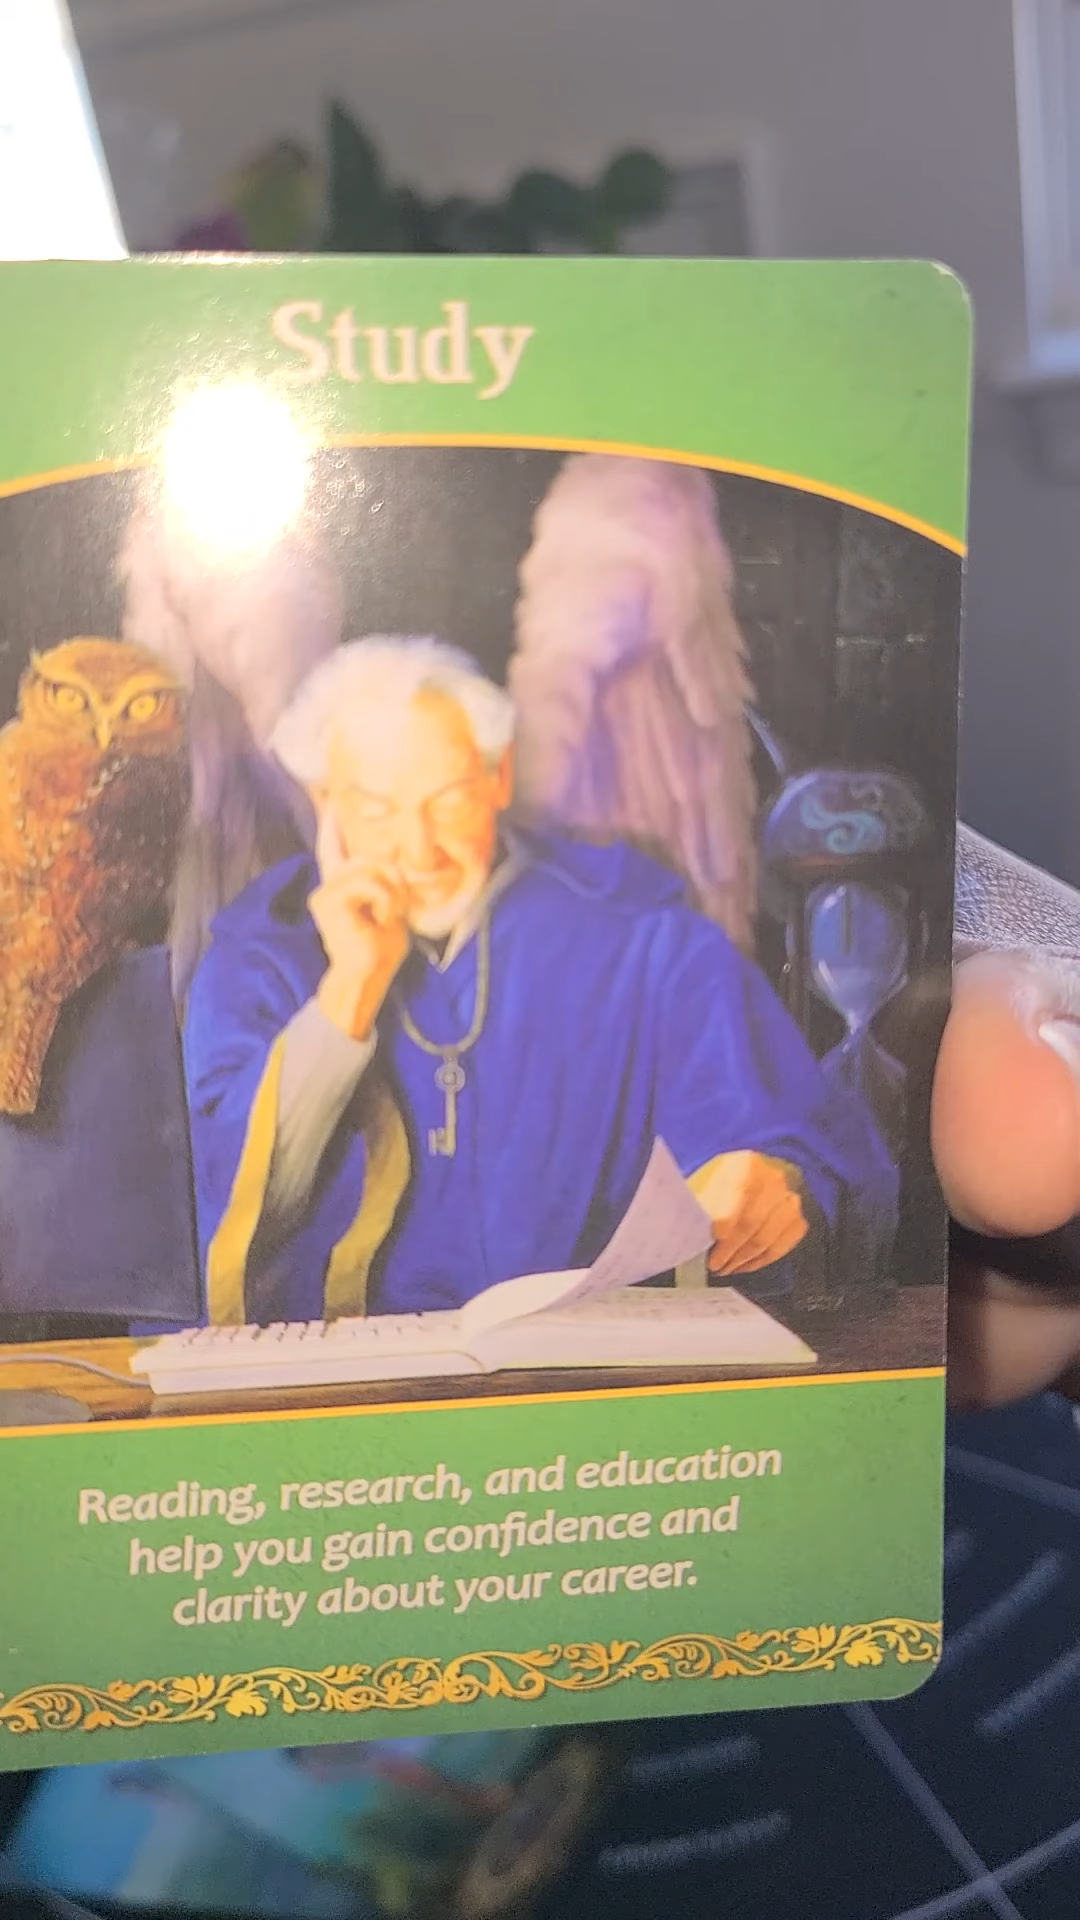 Study
Reading, research, and education
help you gain confidence and
clarity about your career.